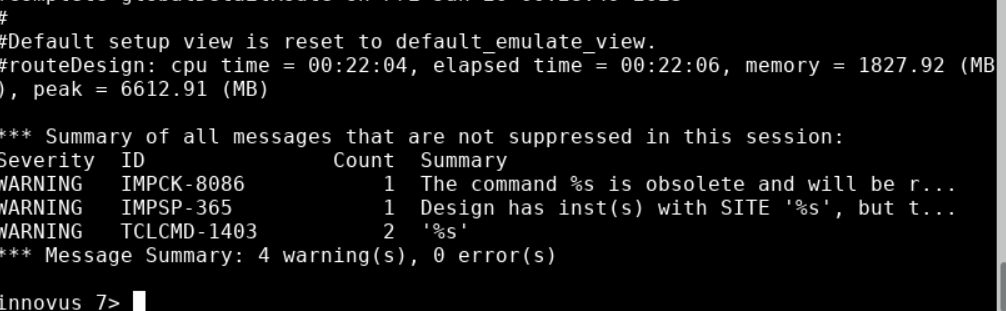 #
#Default setup view is reset to default_emulate_view.
#routeDesign: cpu time = 00:22:04, elapsed time = 00:22:06, memory = 1827.92 (MB
), peak = 6612.91 (MB)
*** Summary of all messages that are not suppressed in this session:
Severity  ID               Count  Summary
WARNING   IMPCK-8086           1  The command %s is obsolete and will be r...
WARNING   IMPSP-365            1  Design has inst(s) with SITE '%s', but t...
WARNING   TCLCMD-1403          2  '%s'
*** Message Summary: 4 warning(s), 0 error(s)
innovus 7>